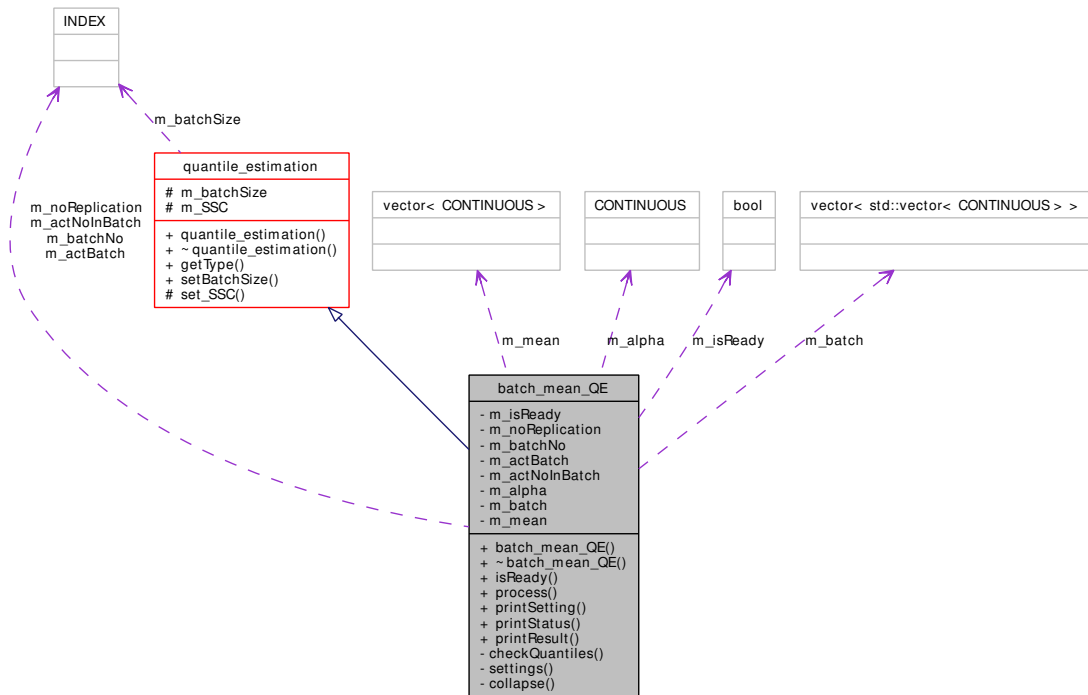 INDEX
m_batchSize
quantile_estimation
# m_batchSize
# m_SSC
+ quantile_estimation()
+ ~ quantile_estimation()
+ getType()
+ setBatchSize()
# set_SSC()
m_noReplication
m_actNoInBatch
m_batchNo
m_actBatch
vector< CONTINUOUS >
CONTINUOUS
bool
vector< std::vector< CONTINUOUS > >
m_mean
m_alpha
m_isReady
m_batch
batch_mean_QE
- m_isReady
- m_noReplication
- m_batchNo
- m_actBatch
- m_actNoInBatch
- m_alpha
- m_batch
- m_mean
+ batch_mean_QE()
+ ~ batch_mean_QE()
+ isReady()
+ process()
+ printSetting()
+ printStatus()
+ printResult()
- checkQuantiles()
- settings()
- collapse()